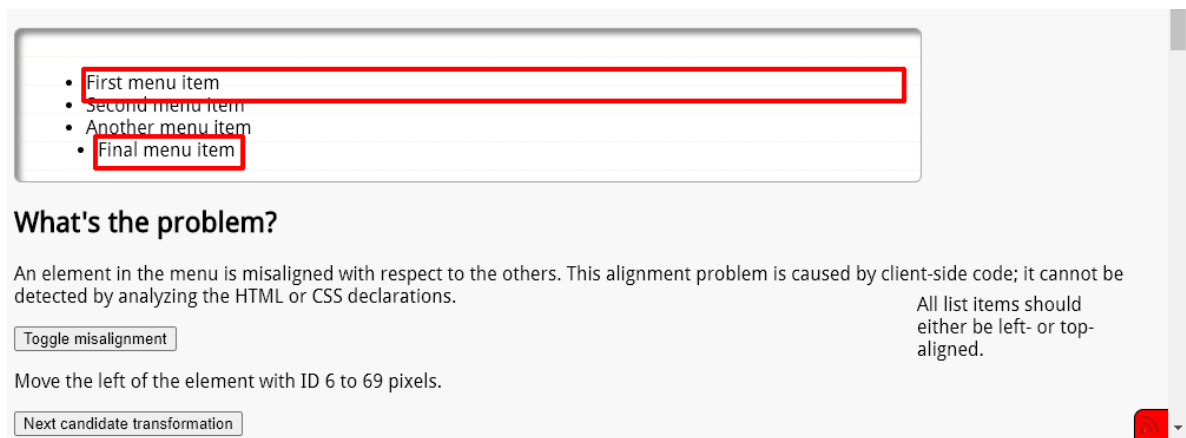 First menu item
Second menu item
Another menu item
Final menu item
What's the problem?
An element in the menu is misaligned with respect to the others. This alignment problem is caused by client-side code; it cannot be
detected by analyzing the HTML or CSS declarations.
All list items should
either be left- or top-
aligned.
Toggle misalignment
Move the left of the element with ID 6 to 69 pixels.
Next candidate transformation